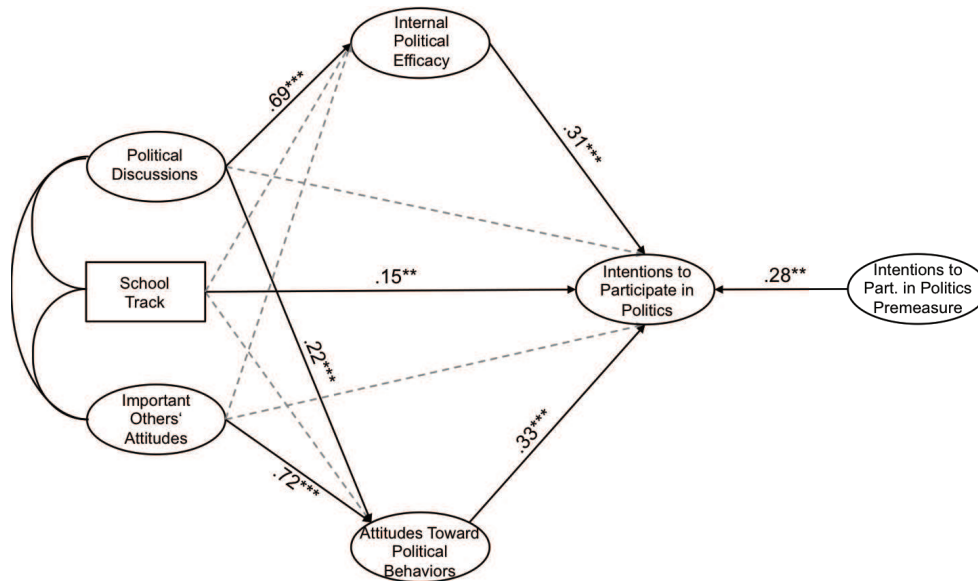 Internal
Political
Efficacy
.69***
.31***
Political
Discussions
School
Track
.15**
Intentions to
Participate in
Politics
.28**
Intentions to
Part. in Politics
Premeasure
.22***
Important
Others‘
Attitudes
.72***
.33***
Attitudes Toward
Political
Behaviors